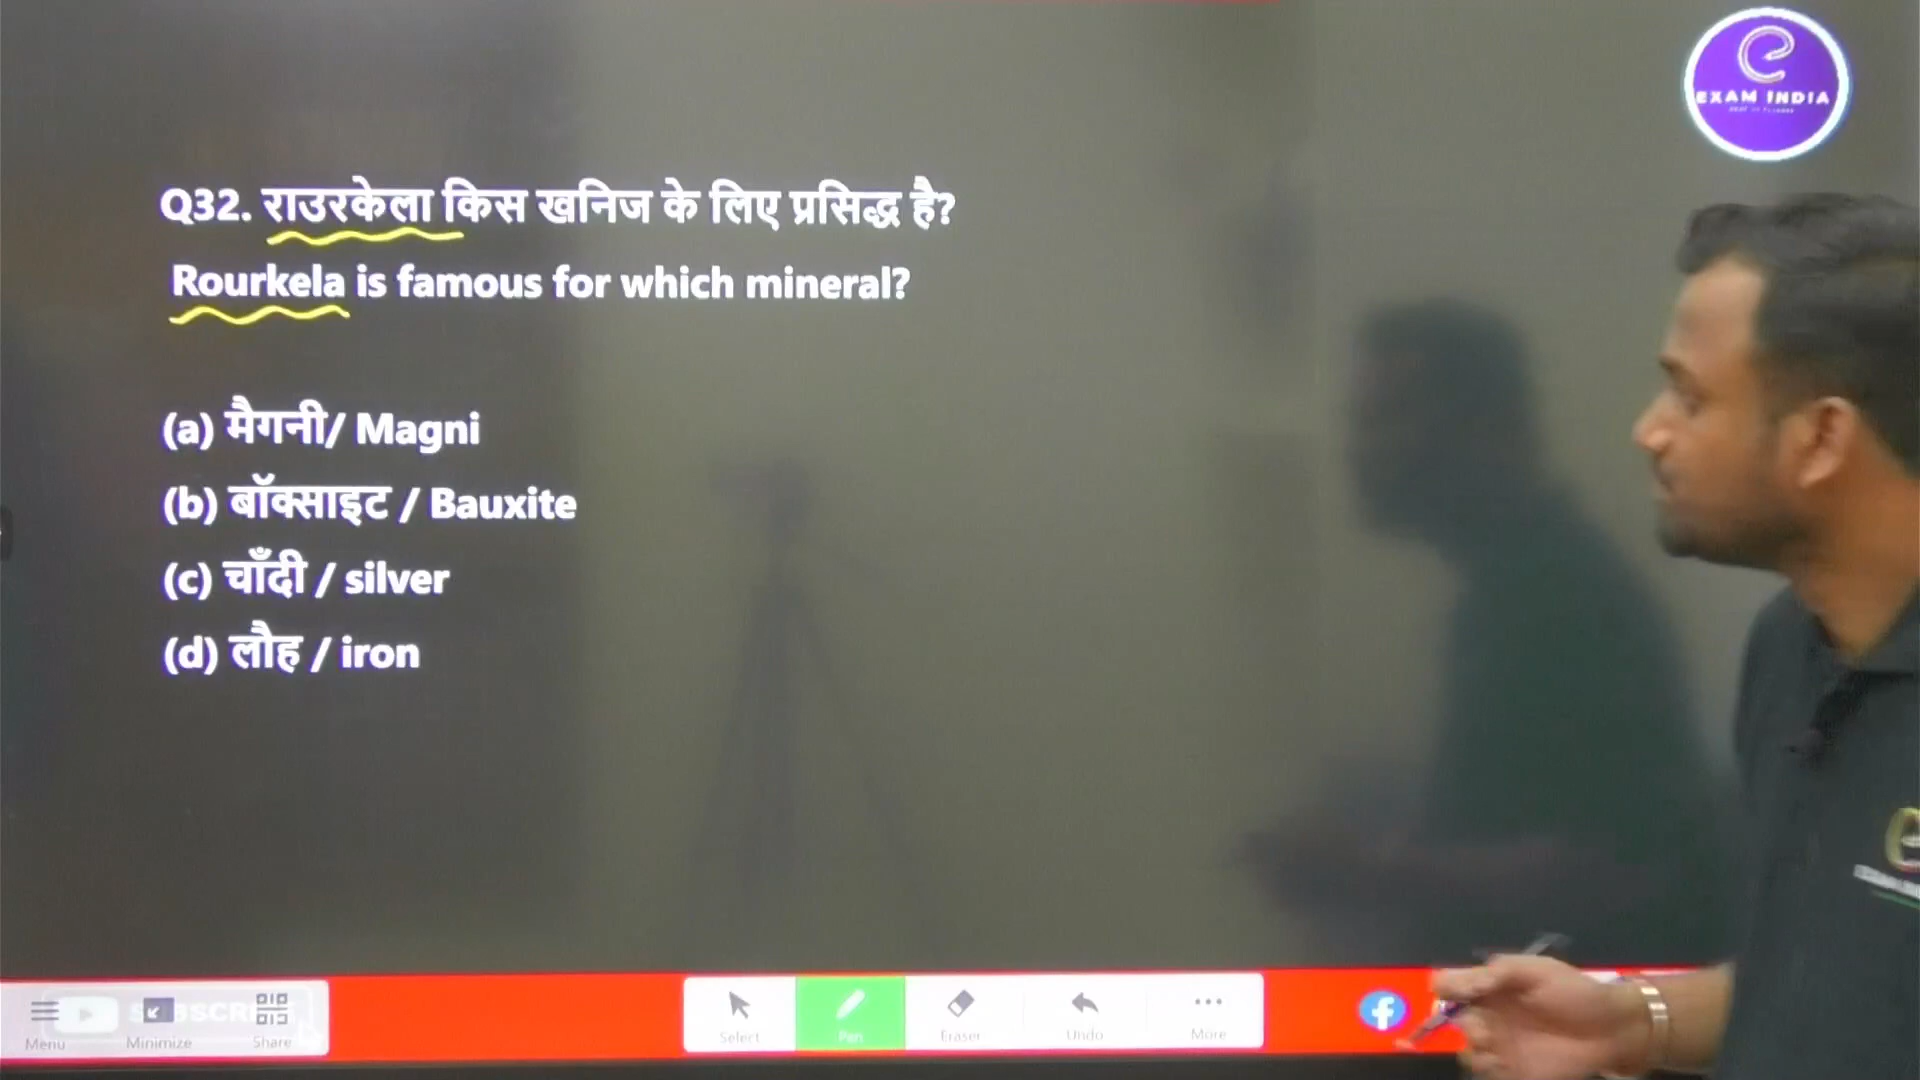 EXAM INDIA
Q32. राउरकेला किस खनिज के लिए प्रसिद्ध है?
Rourkela is famous for which mineral?
(a) मैगनी/ Magni
(b) बॉक्साइट / Bauxite
(c) चाँदी / silver
(d) लौह / iron
Menu
Minimize
Share
Select
Pen
Eraser
Undo
More